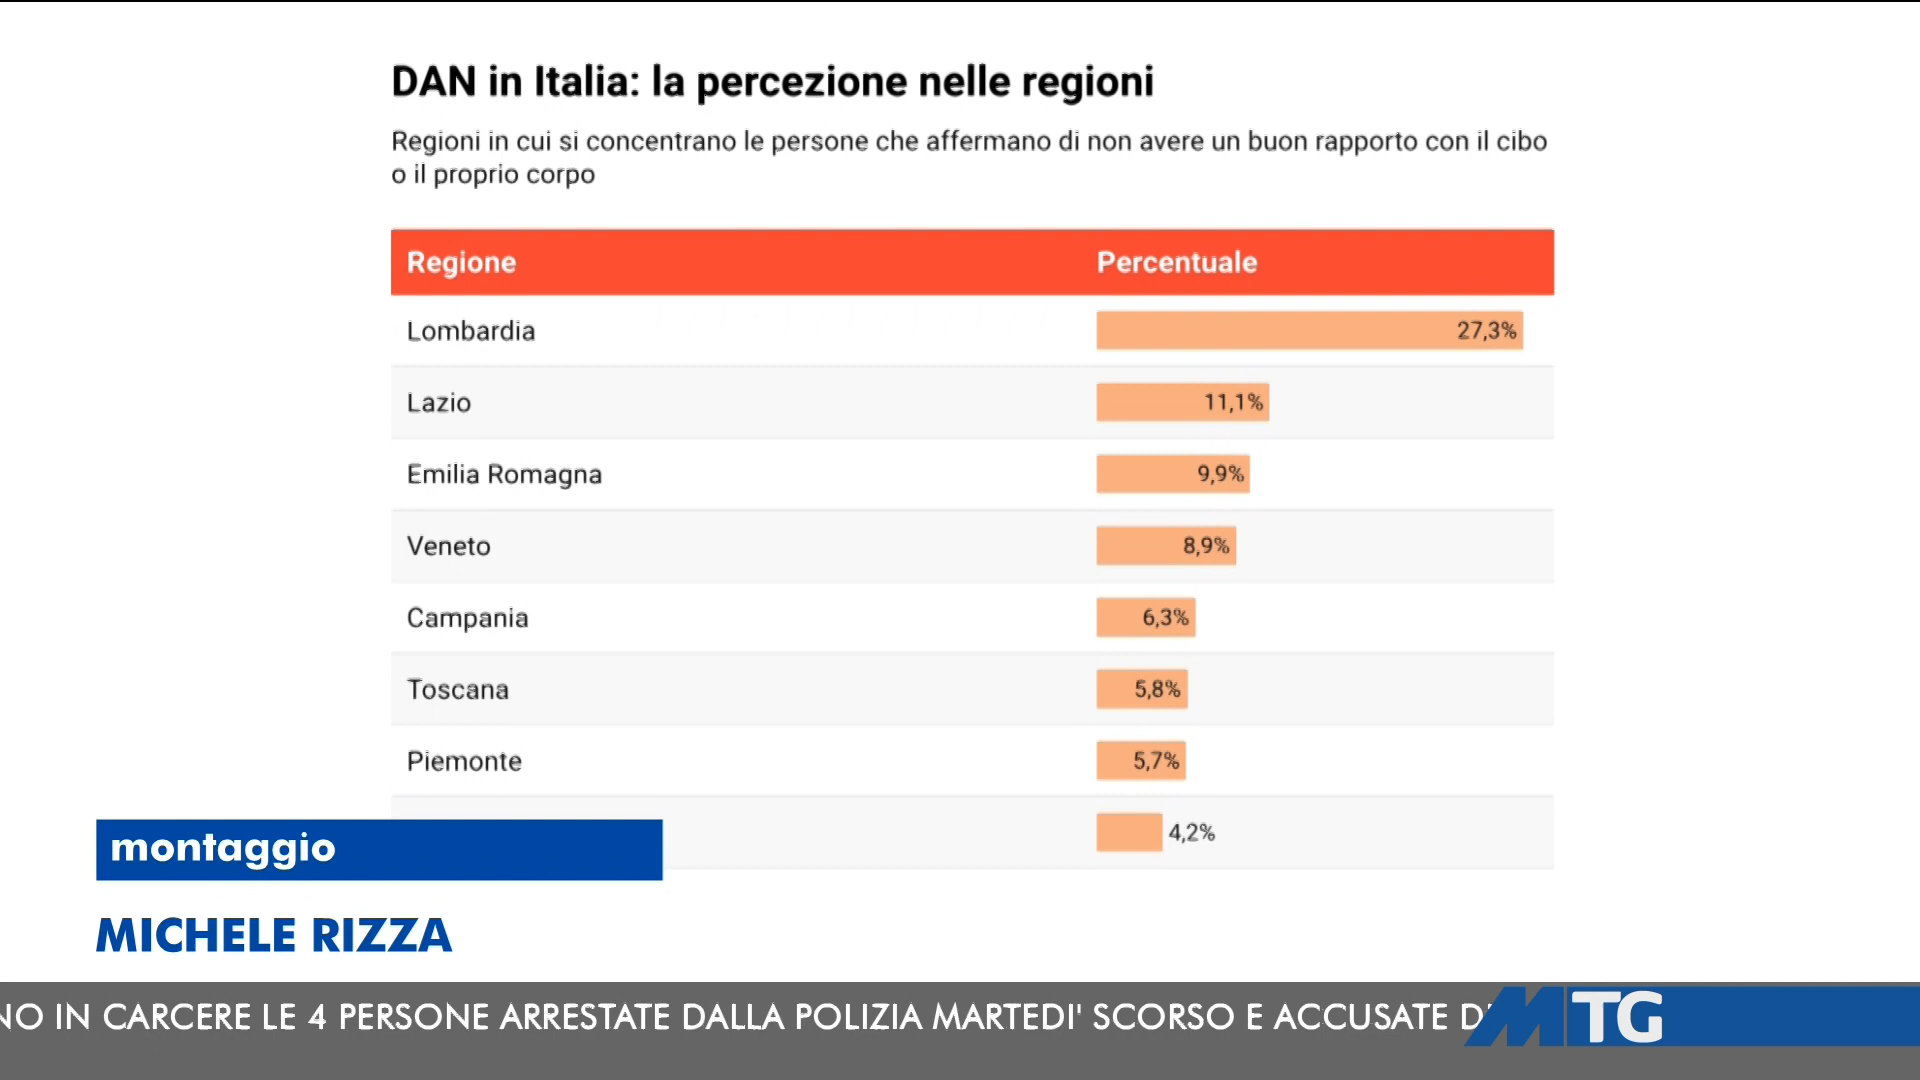 DAN in Italia: la percezione nelle regioni
Regioni in cui si concentrano le persone che affermano di non avere un buon rapporto con il cibo
o il proprio corpo
Regione Percentuale
Lombardia 27,3%
Lazio 11,1%
Emilia Romagna 9,9%
Veneto 8,9%
Campania 6,3%
Toscana 5,8%
Piemonte 5,7%
4,2%
montaggio
MICHELE RIZZA
NO IN CARCERE LE 4 PERSONE ARRESTATE DALLA POLIZIA MARTEDI' SCORSO E ACCUSATE D
MTG